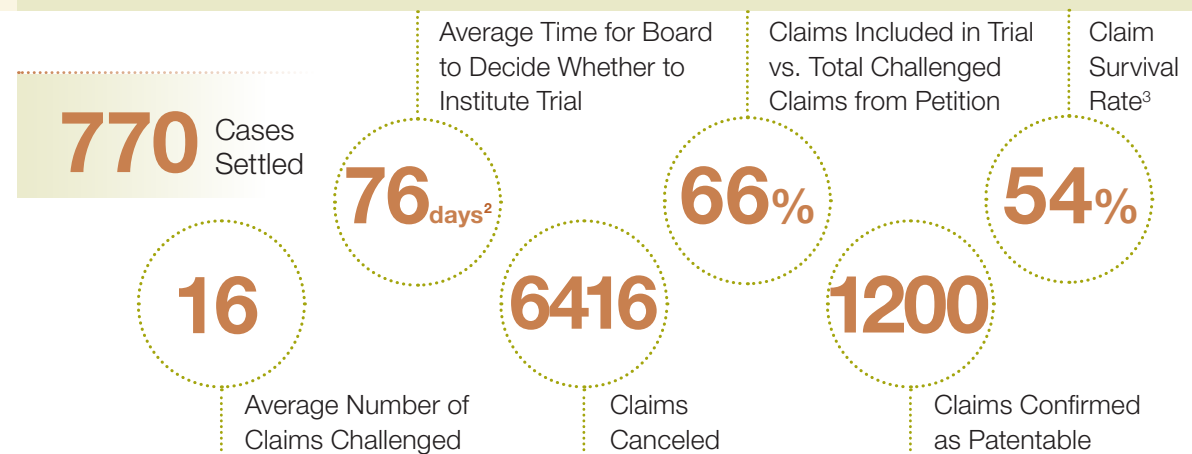 770 Cases
Settled
Average Time for Board
to Decide Whether to
Institute Trial
76 days²
Claims Included in Trial
vs. Total Challenged
Claims from Petition
66%
Claim
Survival
Rate³
54%
16
Average Number of
Claims Challenged
6416
Claims
Canceled
1200
Claims Confirmed
as Patentable